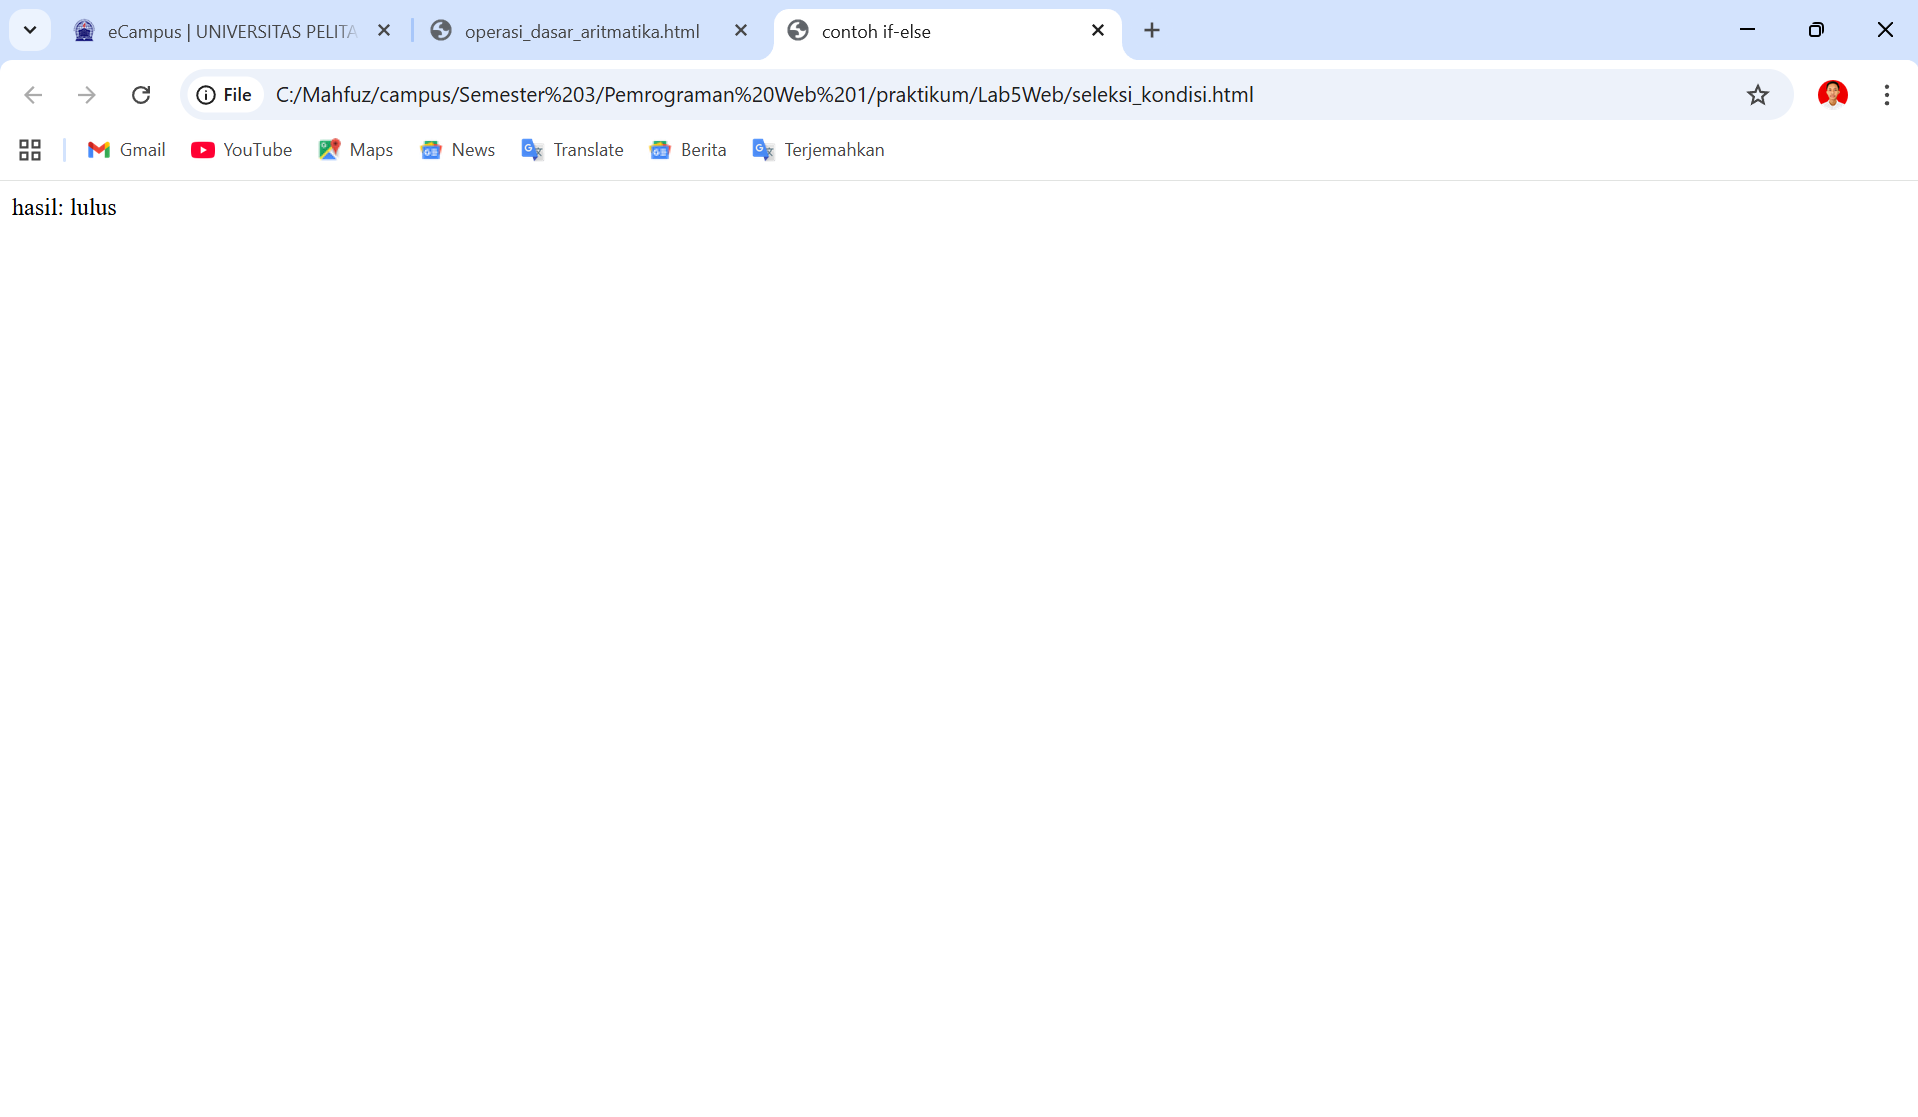 eCampus | UNIVERSITAS PELITA
operasi_dasar_aritmatika.html
contoh if-else
File
C:/Mahfuz/campus/Semester%203/Pemrograman%20Web%201/praktikum/Lab5Web/seleksi_kondisi.html
Gmail
YouTube
Maps
News
Translate
Berita
Terjemahkan
hasil: lulus